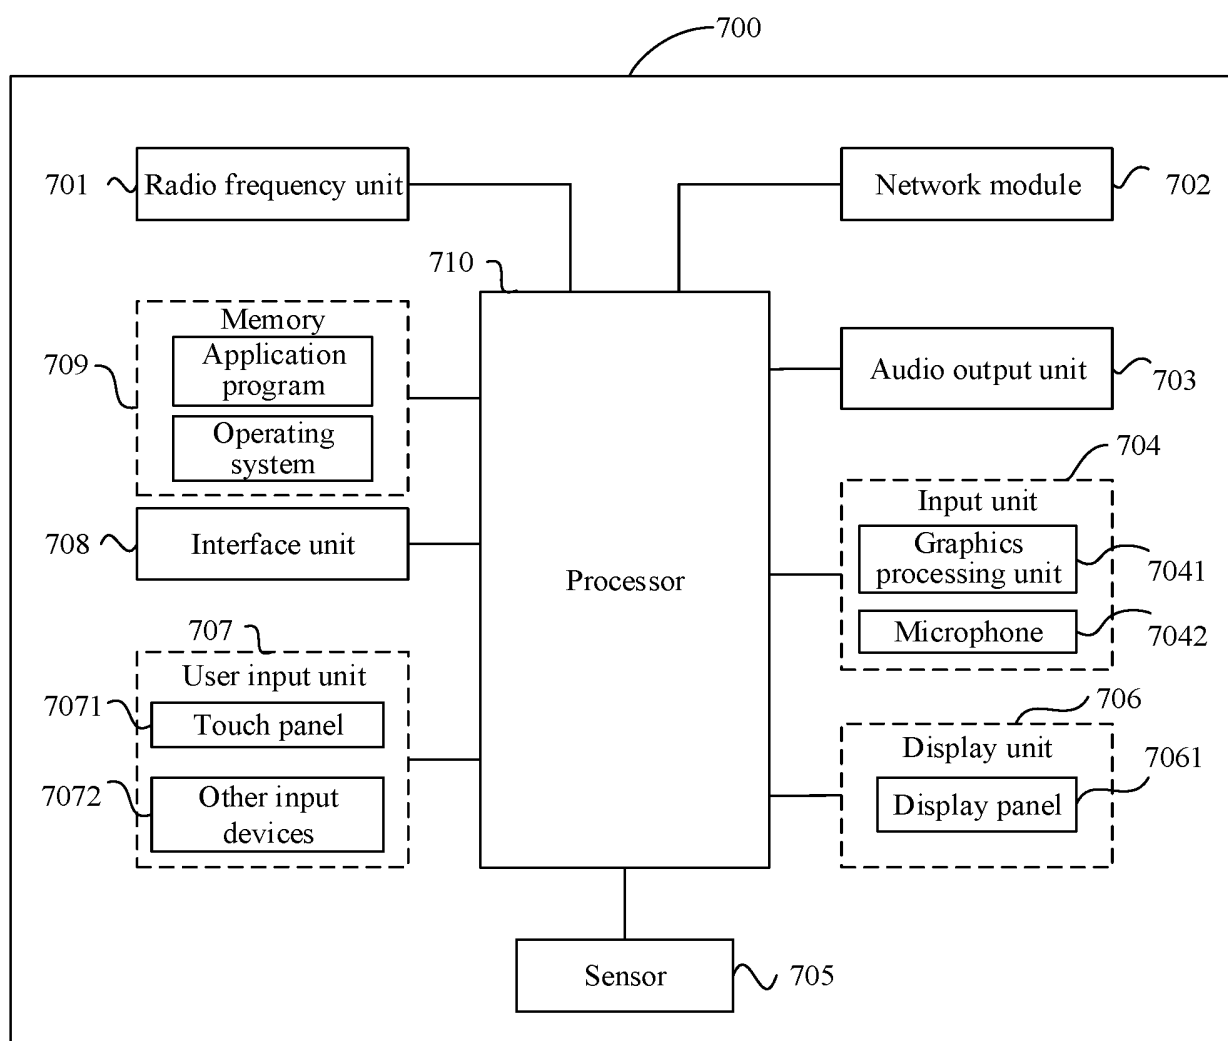 700
701
Radio frequency unit
Network module
702
710
Memory
Application
program
709
Operating
system
Audio output unit
703
704
Input unit
Graphics
processing unit
7041
Microphone
7042
708
Interface unit
Processor
707
User input unit
7071
Touch panel
7072
Other input
devices
706
Display unit
7061
Display panel
Sensor
705